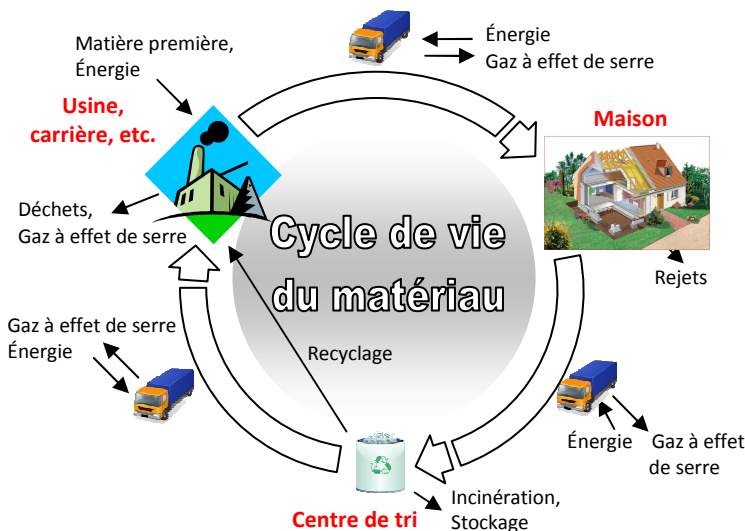 Matière première,
Énergie
Énergie
Gaz à effet de serre
Usine,
carrière, etc.
Maison
Déchets,
Gaz à effet de serre
Cycle de vie
du matériau
Rejets
Gaz à effet de serre
Énergie
Recyclage
Énergie
Gaz à effet
de serre
Incinération,
Stockage
Centre de tri